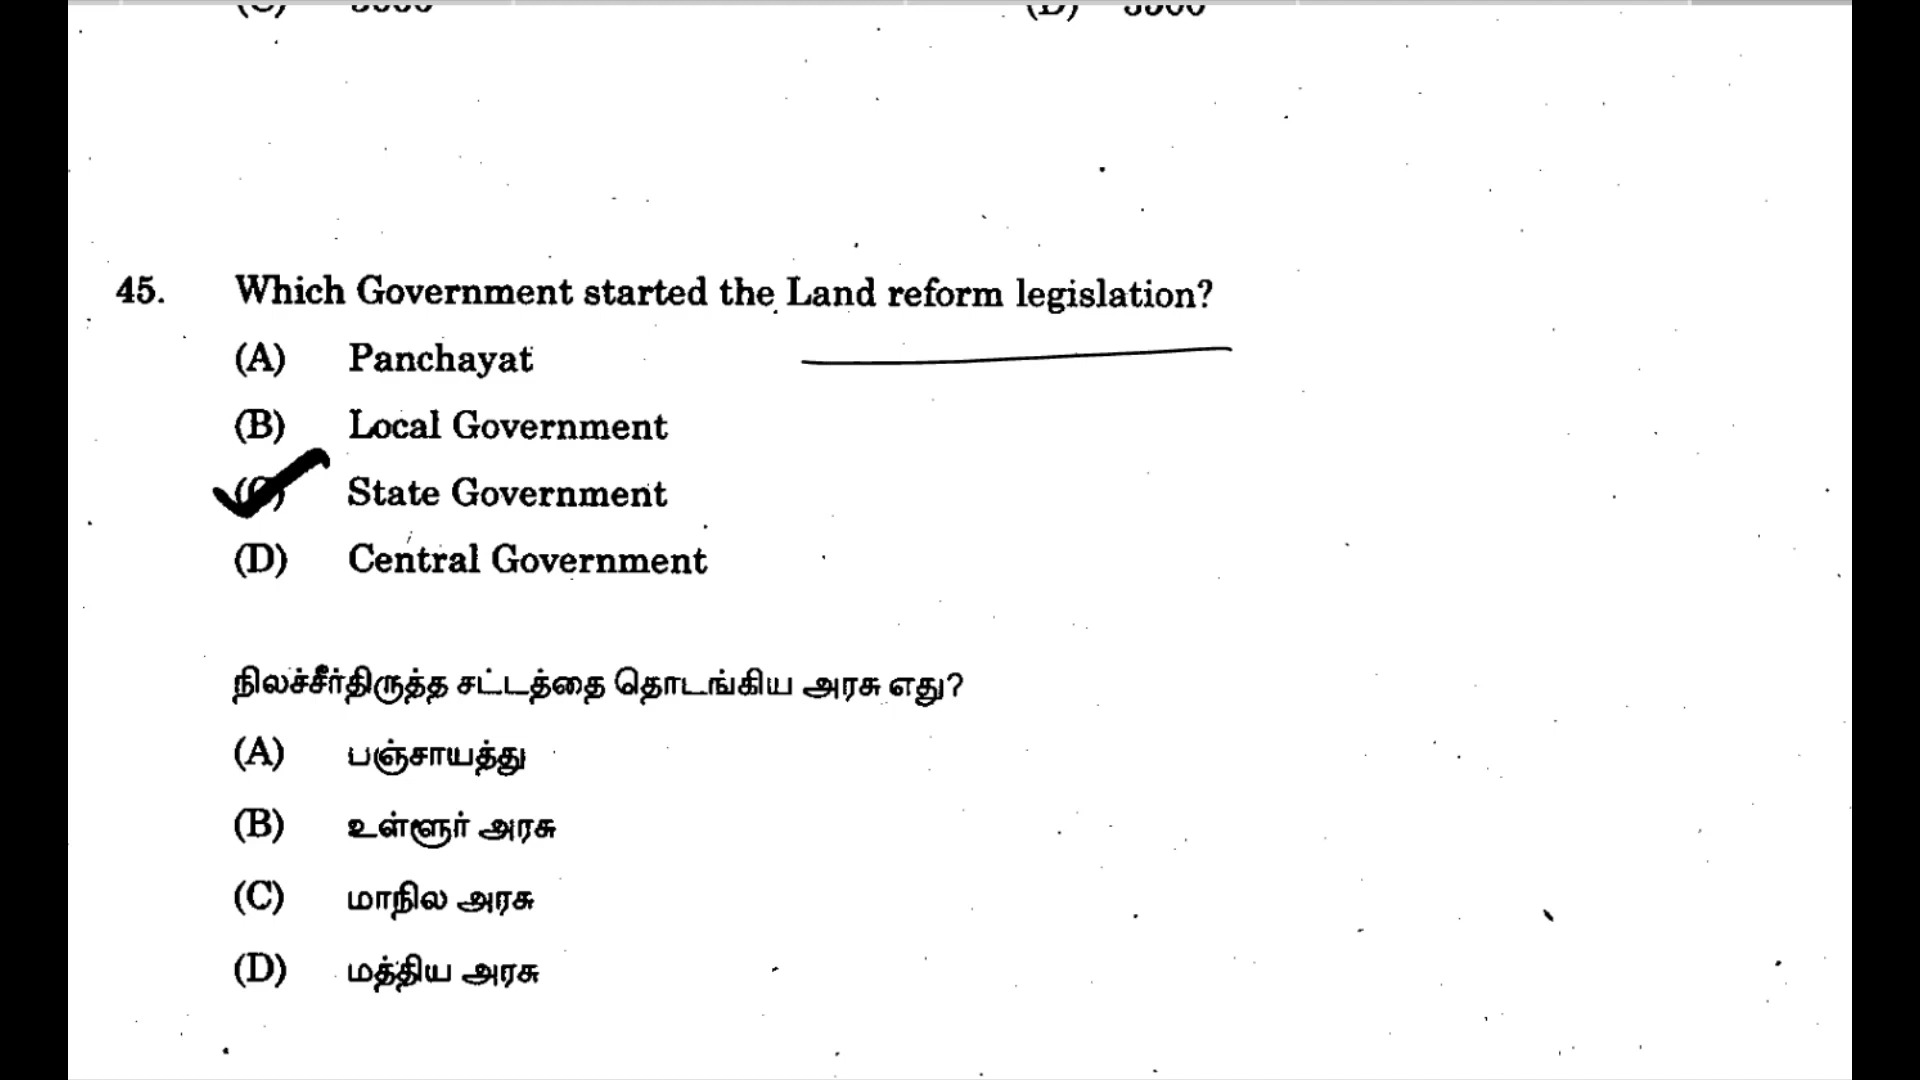 45. Which Government started the Land reform legislation?
(A) Panchayat
(B) Local Government
(C) State Government
(D) Central Government
நிலச்சீர்திருத்த சட்டத்தை தொடங்கிய அரசு எது?
(A) பஞ்சாயத்து
(B) உள்ளூர் அரசு
(C) மாநில அரசு
(D) மத்திய அரசு